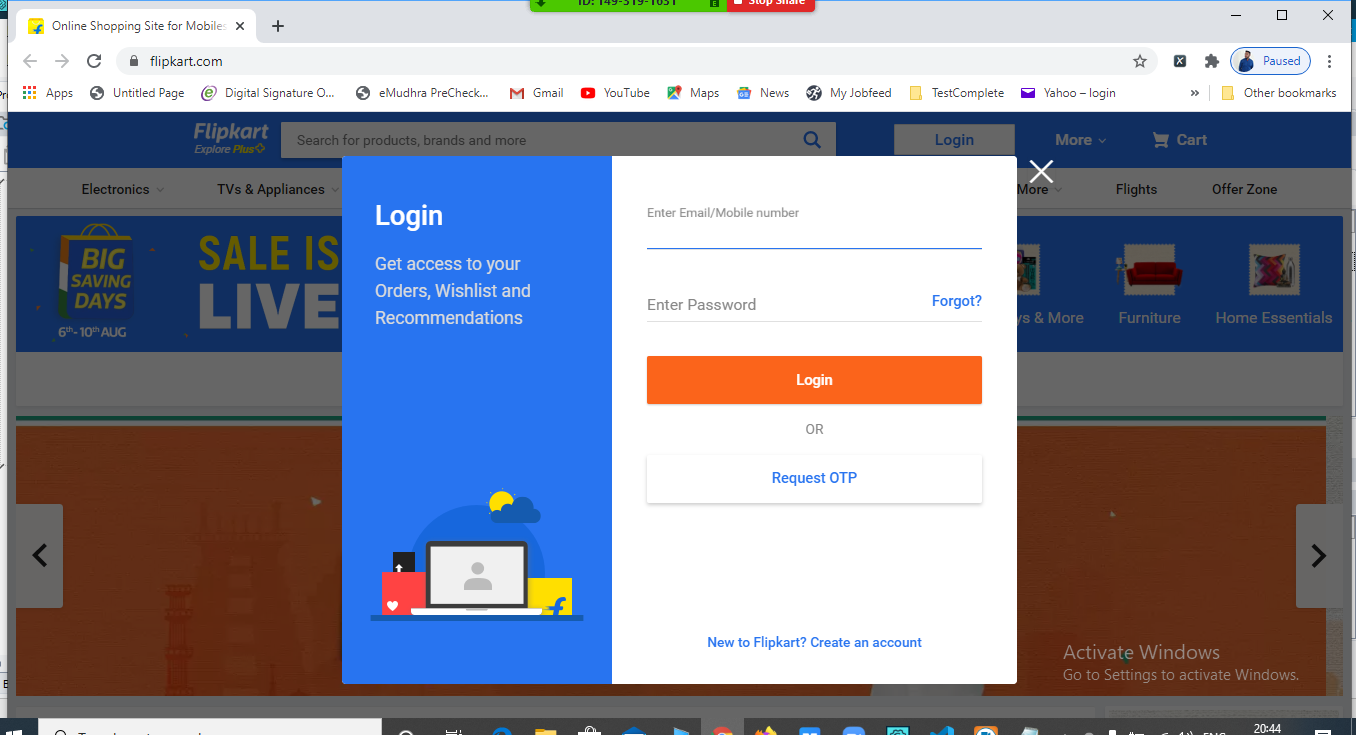 ID: 149-319-1631
Stop Share
Online Shopping Site for Mobiles
flipkart.com
Paused
Apps
Untitled Page
Digital Signature O...
eMudhra PreCheck...
Gmail
YouTube
Maps
News
My Jobfeed
TestComplete
Yahoo – login
»
Other bookmarks
Flipkart
Explore Plus
Search for products, brands and more
Login
More
Cart
Electronics
TVs & Appliances
More
Flights
Offer Zone
BIG
SAVING
DAYS
6th-10th AUG
SALE IS
LIVE
ys & More
Furniture
Home Essentials
Login
Get access to your
Orders, Wishlist and
Recommendations
Enter Email/Mobile number
Enter Password
Forgot?
Login
OR
Request OTP
New to Flipkart? Create an account
Activate Windows
Go to Settings to activate Windows.
ENG
20:44